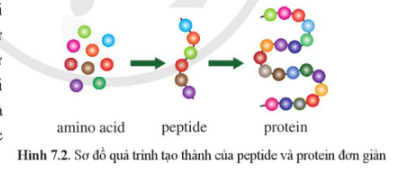 amino acid peptide protein
Hình 7.2. Sơ đồ quá trình tạo thành của peptide và protein đơn giản